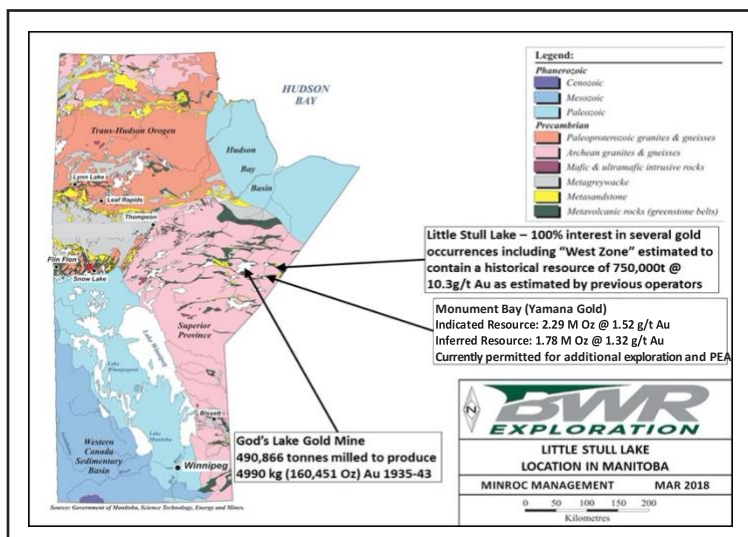 HUDSON
BAY
Legend:
Phanerozoic
Cenozoic
Mesozoic
Paleozoic
Precambrian
Paleoproterozoic granites & gneisses
Archean granites & gneisses
Mafic & ultramafic intrusive rocks
Metagreywacke
Metasandstone
Metavolcanic rocks (greenstone belts)
Trans-Hudson Orogen
Hudson
Bay
Basin
Lynn Lake
Leaf Rapids
Thompson
Flin Flon
Snow Lake
Little Stull Lake – 100% interest in several gold
occurrences including “West Zone” estimated to
contain a historical resource of 750,000t @
10.3g/t Au as estimated by previous operators
Monument Bay (Yamana Gold)
Indicated Resource: 2.29 M Oz @ 1.52 g/t Au
Inferred Resource: 1.78 M Oz @ 1.32 g/t Au
Currently permitted for additional exploration and PEA
Superior
Province
Lake Winnipeg
Lake
Winnipegosis
Lake
Manitoba
Bissett
Western
Canada
Sedimentary
Basin
Winnipeg
God’s Lake Gold Mine
490,866 tonnes milled to produce
4990 kg (160,451 Oz) Au 1935-43
N
BWR
EXPLORATION
LITTLE STULL LAKE
LOCATION IN MANITOBA
MINROC MANAGEMENT MAR 2018
0 50 100 150 200
Kilometres
Source: Government of Manitoba, Science Technology, Energy and Mines.